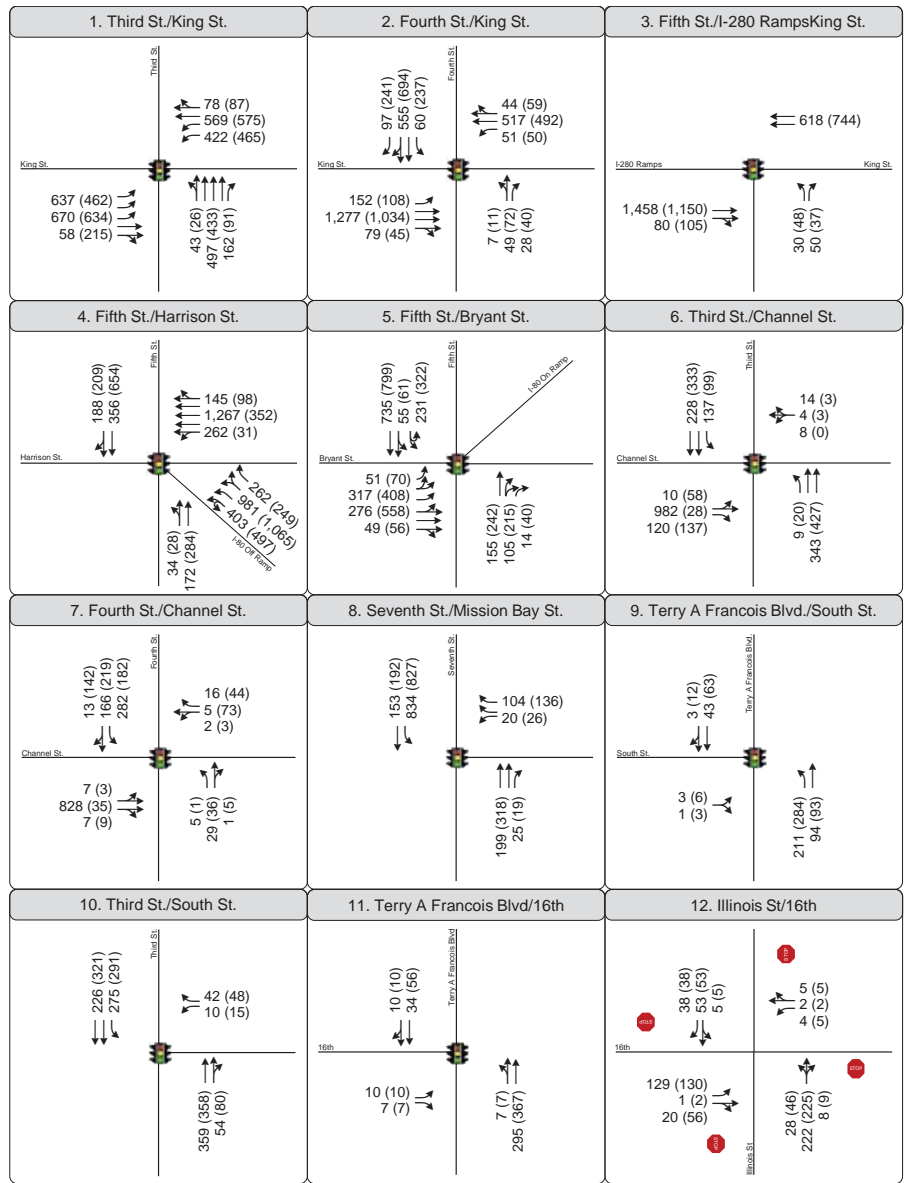 1. Third St./King St.
Third St.
78 (87)
569 (575)
422 (465)
King St.
637 (462)
670 (634)
58 (215)
43 (26)
497 (433)
162 (91)
2. Fourth St./King St.
Fourth St.
97 (241)
555 (694)
60 (237)
44 (59)
517 (492)
51 (50)
King St.
152 (108)
1,277 (1,034)
79 (45)
7 (11)
49 (72)
28 (40)
3. Fifth St./I-280 RampsKing St.
618 (744)
I-280 Ramps
King St.
1,458 (1,150)
80 (105)
30 (48)
50 (37)
4. Fifth St./Harrison St.
Fifth St.
188 (209)
356 (654)
145 (98)
1,267 (352)
262 (31)
Harrison St.
262 (249)
981 (1,065)
403 (497)
I-80 Off Ramp
34 (28)
172 (284)
5. Fifth St./Bryant St.
Fifth St.
I-80 On Ramp
735 (799)
55 (61)
231 (322)
Bryant St.
51 (70)
317 (408)
276 (558)
49 (56)
155 (242)
105 (215)
14 (40)
6. Third St./Channel St.
Third St.
228 (333)
137 (99)
14 (3)
4 (3)
8 (0)
Channel St.
10 (58)
982 (28)
120 (137)
9 (20)
343 (427)
7. Fourth St./Channel St.
Fourth St.
13 (142)
166 (219)
282 (182)
16 (44)
5 (73)
2 (3)
Channel St.
7 (3)
828 (35)
7 (9)
5 (1)
29 (36)
1 (5)
8. Seventh St./Mission Bay St.
Seventh St.
153 (192)
834 (827)
104 (136)
20 (26)
199 (318)
25 (19)
9. Terry A Francois Blvd./South St.
Terry A Francois Blvd.
3 (12)
43 (63)
South St.
3 (6)
1 (3)
211 (284)
94 (93)
10. Third St./South St.
Third St.
226 (321)
275 (291)
42 (48)
10 (15)
359 (358)
54 (80)
11. Terry A Francois Blvd/16th
Terry A Francois Blvd
10 (10)
34 (56)
16th
10 (10)
7 (7)
7 (7)
295 (367)
12. Illinois St/16th
STOP
38 (38)
53 (53)
5 (5)
5 (5)
2 (2)
4 (5)
STOP
16th
STOP
129 (130)
1 (2)
20 (56)
28 (46)
222 (225)
8 (9)
STOP
Illinois St